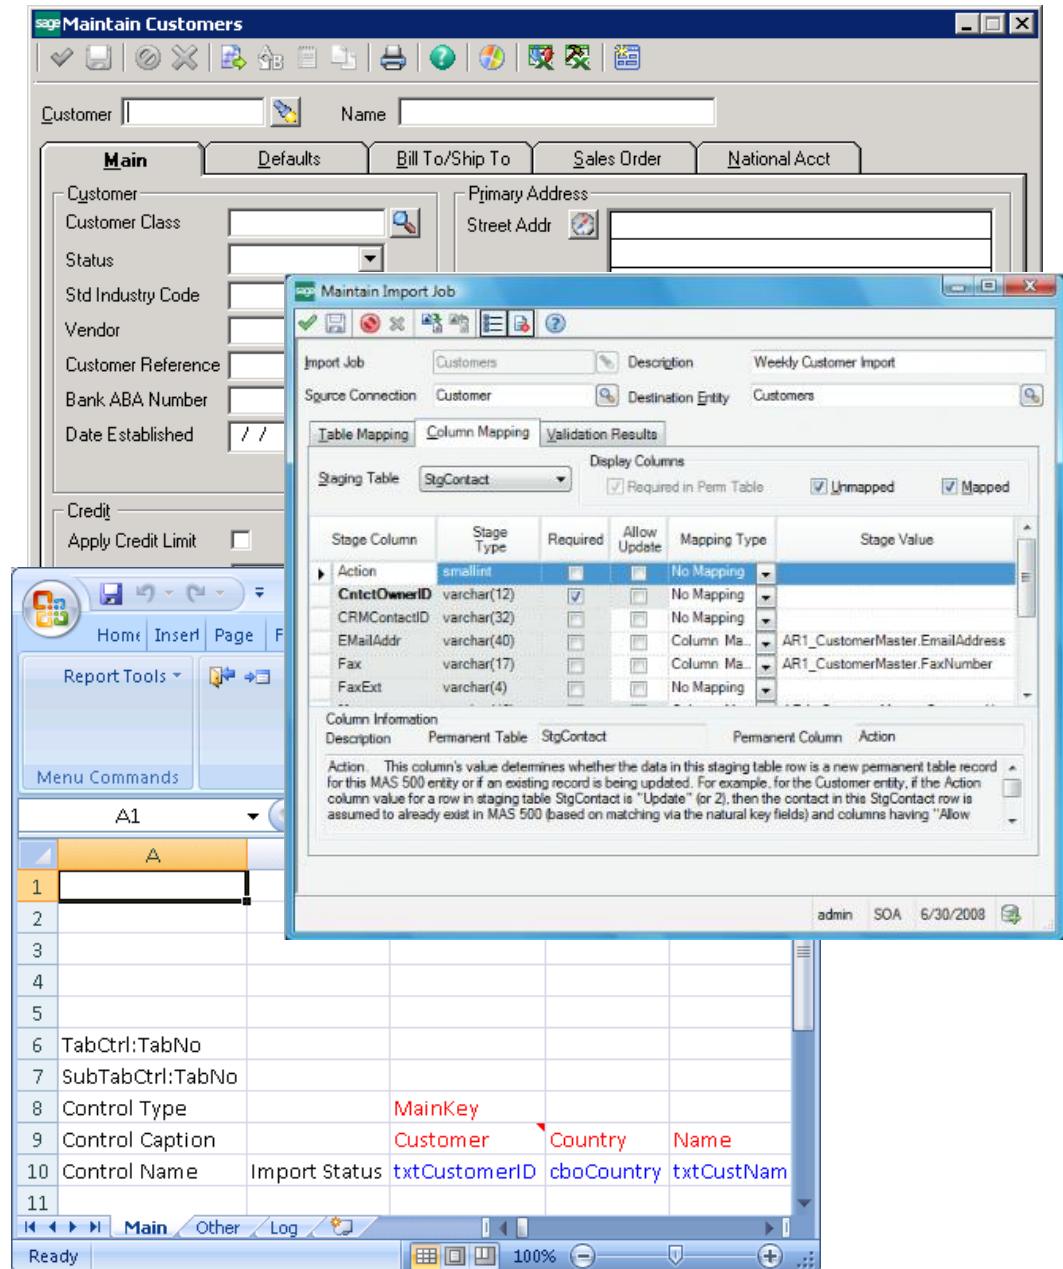 sage Maintain Customers
Customer Name
Main Defaults Bill To/Ship To Sales Order National Acct
Customer Primary Address
Customer Class Street Addr
Status
Std Industry Code
Vendor
Customer Reference
Bank ABA Number
Date Established / /
Credit
Apply Credit Limit
sage Maintain Import Job
Import Job Customers Description Weekly Customer Import
Source Connection Customer Destination Entity Customers
Table Mapping Column Mapping Validation Results
Display Columns
Staging Table StgContact Required in Perm Table Unmapped Mapped
Stage Column Stage Type Required Allow Update Mapping Type Stage Value
Action smallint No Mapping
CntctOwnerID varchar(12) No Mapping
CRMContactID varchar(32) No Mapping
EMailAddr varchar(40) Column Ma... AR1_CustomerMaster.EmailAddress
Fax varchar(17) Column Ma... AR1_CustomerMaster.FaxNumber
FaxExt varchar(4) No Mapping
Column Information
Description Permanent Table StgContact Permanent Column Action
Action. This column's value determines whether the data in this staging table row is a new permanent table record
for this MAS 500 entity or if an existing record is being updated. For example, for the Customer entity, if the Action
column value for a row in staging table StgContact is "Update" (or 2), then the contact in this StgContact row is
assumed to already exist in MAS 500 (based on matching via the natural key fields) and columns having "Allow
admin SOA 6/30/2008
Home Insert Page F
Report Tools
Menu Commands
A1
A
1
2
3
4
5
6 TabCtrl:TabNo
7 SubTabCtrl:TabNo
8 Control Type MainKey
9 Control Caption Customer Country Name
10 Control Name Import Status txtCustomerID cboCountry txtCustNam
11
Main Other Log
Ready 100%